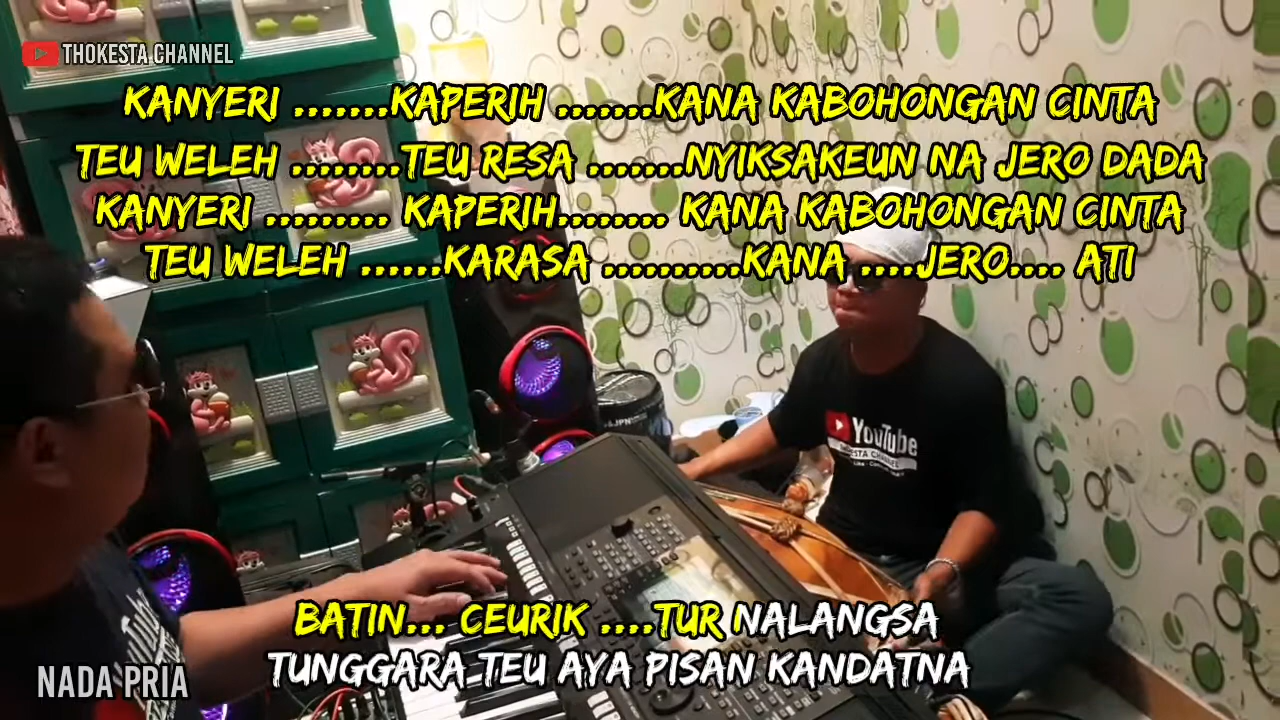 THOKESTA CHANNEL
KANYERI .......KAPERIH .......KANA KABOHONGAN CINTA
TEU WELEH ........TEU RESA .......NYIKSAKEUN NA JERO DADA
KANYERI ......... KAPERIH........ KANA KABOHONGAN CINTA
TEU WELEH ......KARASA ..........KANA ....JERO.... ATI
YouTube
BATIN... CEURIK ....TUR NALANGSA
TUNGGARA TEU AYA PISAN KANDATNA
NADA PRIA